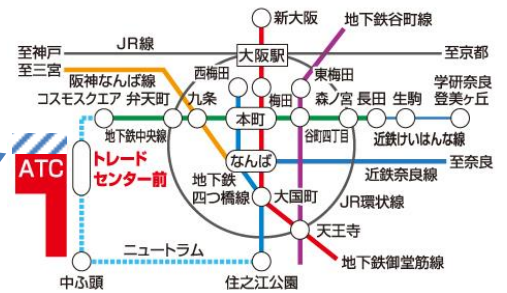 新大阪
地下鉄谷町線
至神戸
JR線
大阪駅
至京都
至三宮
西梅田
東梅田
学研奈良
登美ヶ丘
阪神なんば線
コスモスクエア
弁天町
九条
梅田
森ノ宮
長田
生駒
本町
地下鉄中央線
谷町四丁目
近鉄けいはんな線
ATC
トレード
センター前
なんば
至奈良
近鉄奈良線
地下鉄
四つ橋線
大国町
JR環状線
天王寺
ニュートラム
地下鉄御堂筋線
中ふ頭
住之江公園